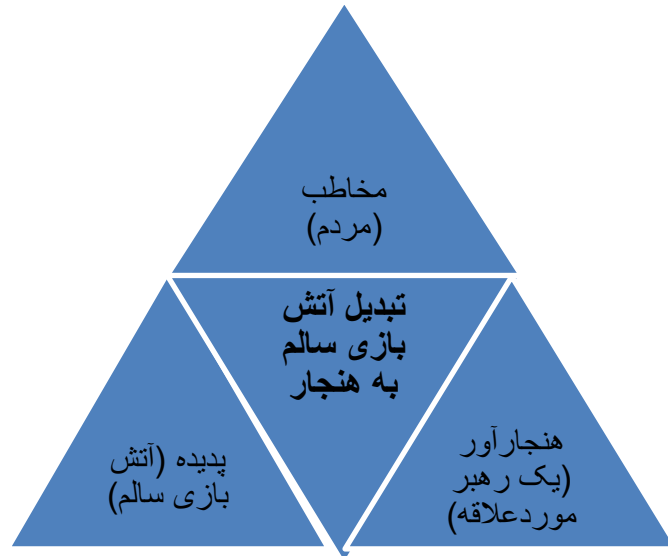 مخاطب
(مردم)
تبدیل آتش
بازی سالم
به هنجار
هنجارآور
(یک رهبر
موردعلاقه)
پدیده (آتش
بازی سالم)